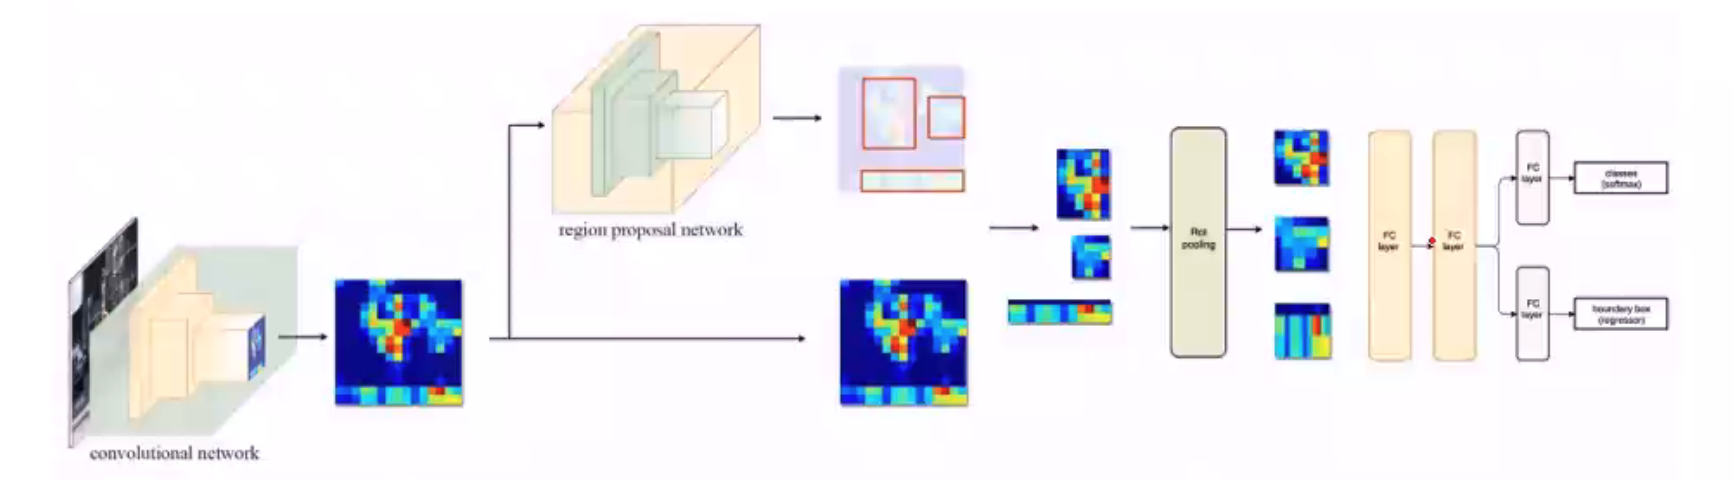 convolutional network
region proposal network
RoI
pooling
FC
layer
FC
layer
FC
layer
classes
(softmax)
FC
layer
boundery box
(regressor)